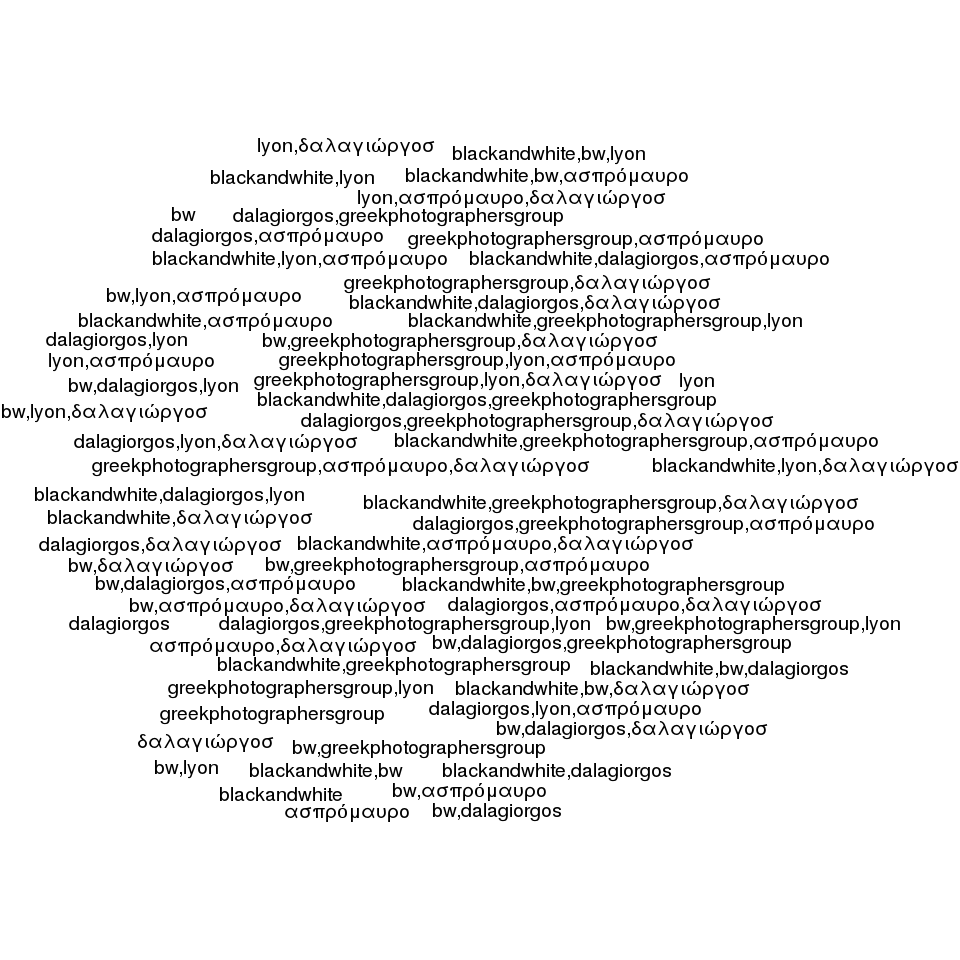 lyon,δαλαγιώργοσ
blackandwhite,bw,lyon
blackandwhite,lyon
blackandwhite,bw,ασπρόμαυρο
lyon,ασπρόμαυρο,δαλαγιώργοσ
bw
dalagiorgos,greekphotographersgroup
dalagiorgos,ασπρόμαυρο
greekphotographersgroup,ασπρόμαυρο
blackandwhite,lyon,ασπρόμαυρο
blackandwhite,dalagiorgos,ασπρόμαυρο
greekphotographersgroup,δαλαγιώργοσ
bw,lyon,ασπρόμαυρο
blackandwhite,dalagiorgos,δαλαγιώργοσ
blackandwhite,ασπρόμαυρο
blackandwhite,greekphotographersgroup,lyon
dalagiorgos,lyon
bw,greekphotographersgroup,δαλαγιώργοσ
lyon,ασπρόμαυρο
greekphotographersgroup,lyon,ασπρόμαυρο
bw,dalagiorgos,lyon
greekphotographersgroup,lyon,δαλαγιώργοσ
lyon
blackandwhite,dalagiorgos,greekphotographersgroup
bw,lyon,δαλαγιώργοσ
dalagiorgos,greekphotographersgroup,δαλαγιώργοσ
dalagiorgos,lyon,δαλαγιώργοσ
blackandwhite,greekphotographersgroup,ασπρόμαυρο
greekphotographersgroup,ασπρόμαυρο,δαλαγιώργοσ
blackandwhite,lyon,δαλαγιώργοσ
blackandwhite,dalagiorgos,lyon
blackandwhite,greekphotographersgroup,δαλαγιώργοσ
blackandwhite,δαλαγιώργοσ
dalagiorgos,greekphotographersgroup,ασπρόμαυρο
dalagiorgos,δαλαγιώργοσ
blackandwhite,ασπρόμαυρο,δαλαγιώργοσ
bw,δαλαγιώργοσ
bw,greekphotographersgroup,ασπρόμαυρο
bw,dalagiorgos,ασπρόμαυρο
blackandwhite,bw,greekphotographersgroup
bw,ασπρόμαυρο,δαλαγιώργοσ
dalagiorgos,ασπρόμαυρο,δαλαγιώργοσ
dalagiorgos
dalagiorgos,greekphotographersgroup,lyon
bw,greekphotographersgroup,lyon
ασπρόμαυρο,δαλαγιώργοσ
bw,dalagiorgos,greekphotographersgroup
blackandwhite,greekphotographersgroup
blackandwhite,bw,dalagiorgos
greekphotographersgroup,lyon
blackandwhite,bw,δαλαγιώργοσ
greekphotographersgroup
dalagiorgos,lyon,ασπρόμαυρο
bw,dalagiorgos,δαλαγιώργοσ
δαλαγιώργοσ
bw,greekphotographersgroup
bw,lyon
blackandwhite,bw
blackandwhite,dalagiorgos
blackandwhite
bw,ασπρόμαυρο
ασπρόμαυρο
bw,dalagiorgos